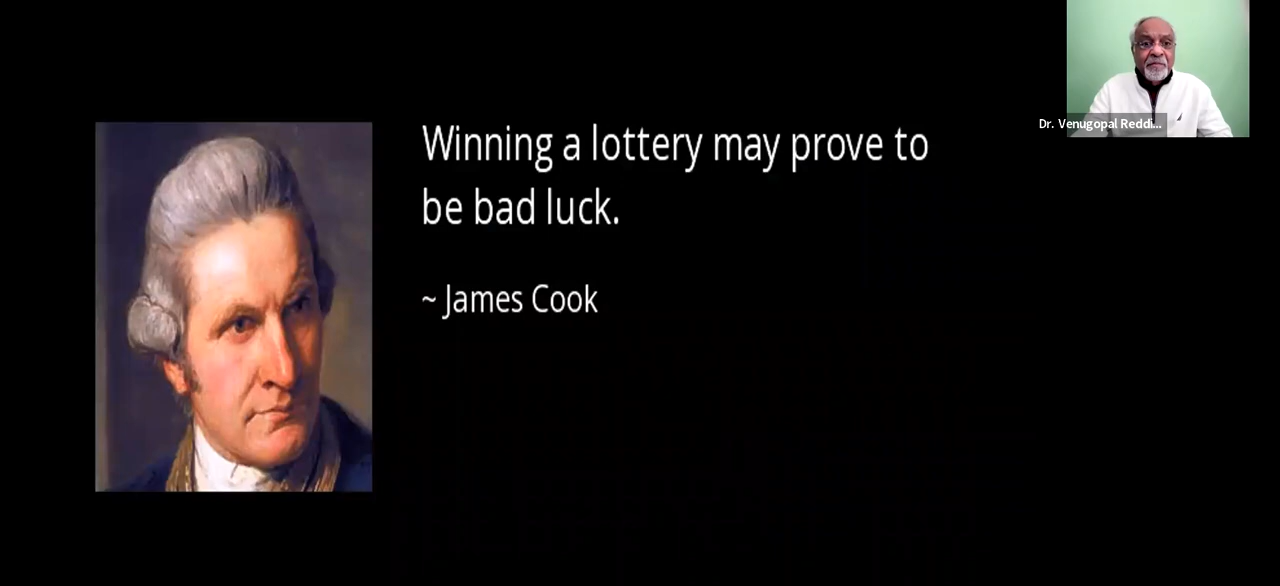 Winning a lottery may prove to
be bad luck.
~ James Cook
Dr. Venugopal Reddi...